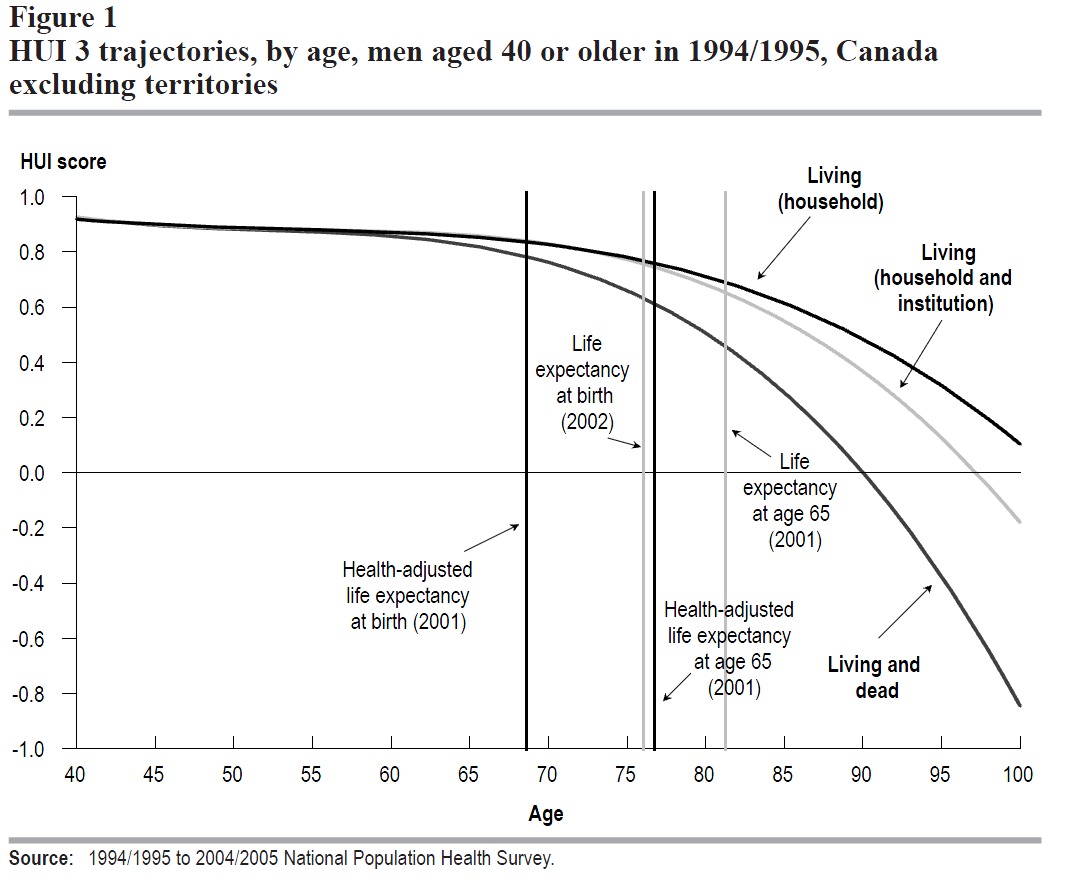 Figure 1
HUI 3 trajectories, by age, men aged 40 or older in 1994/1995, Canada
excluding territories
HUI score
1.0
0.8
0.6
0.4
0.2
0.0
-0.2
-0.4
-0.6
-0.8
-1.0
Living
(household)
Living
(household and
institution)
Life
expectancy
at birth
(2002)
Life
expectancy
at age 65
(2001)
Health-adjusted
life expectancy
at birth (2001)
Health-adjusted
life expectancy
at age 65
(2001)
Living and
dead
40 45 50 55 60 65 70 75 80 85 90 95 100
Age
Source: 1994/1995 to 2004/2005 National Population Health Survey.